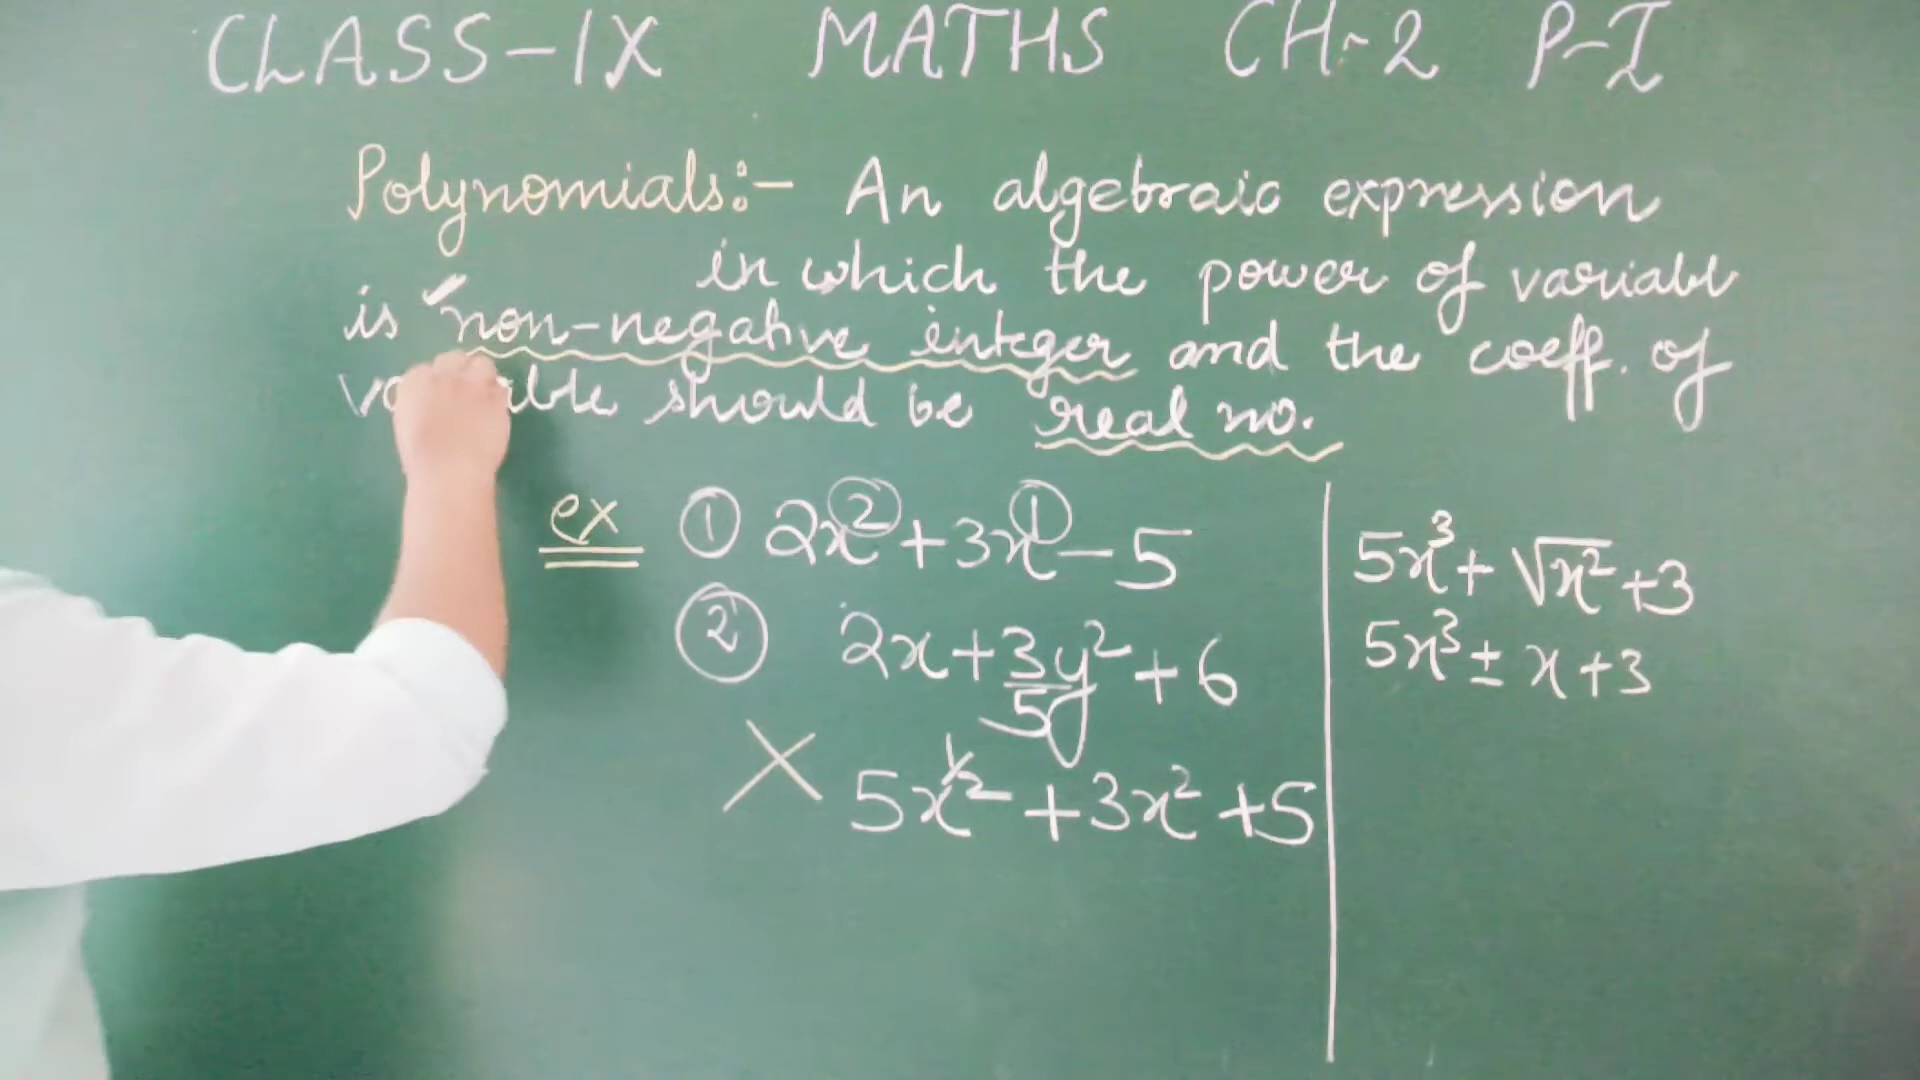 CLASS-IX MATHS CH-2 P-I
Polynomials:- An algebraic expression
in which the power of variable
is non-negative integer and the coeff. of
variable should be real no.
ex ① 2x² + 3x¹ - 5
② 2x + 3y²/5 + 6
X 5x^1/2 + 3x² + 5
5x³ + √x² + 3
5x³ ± x + 3